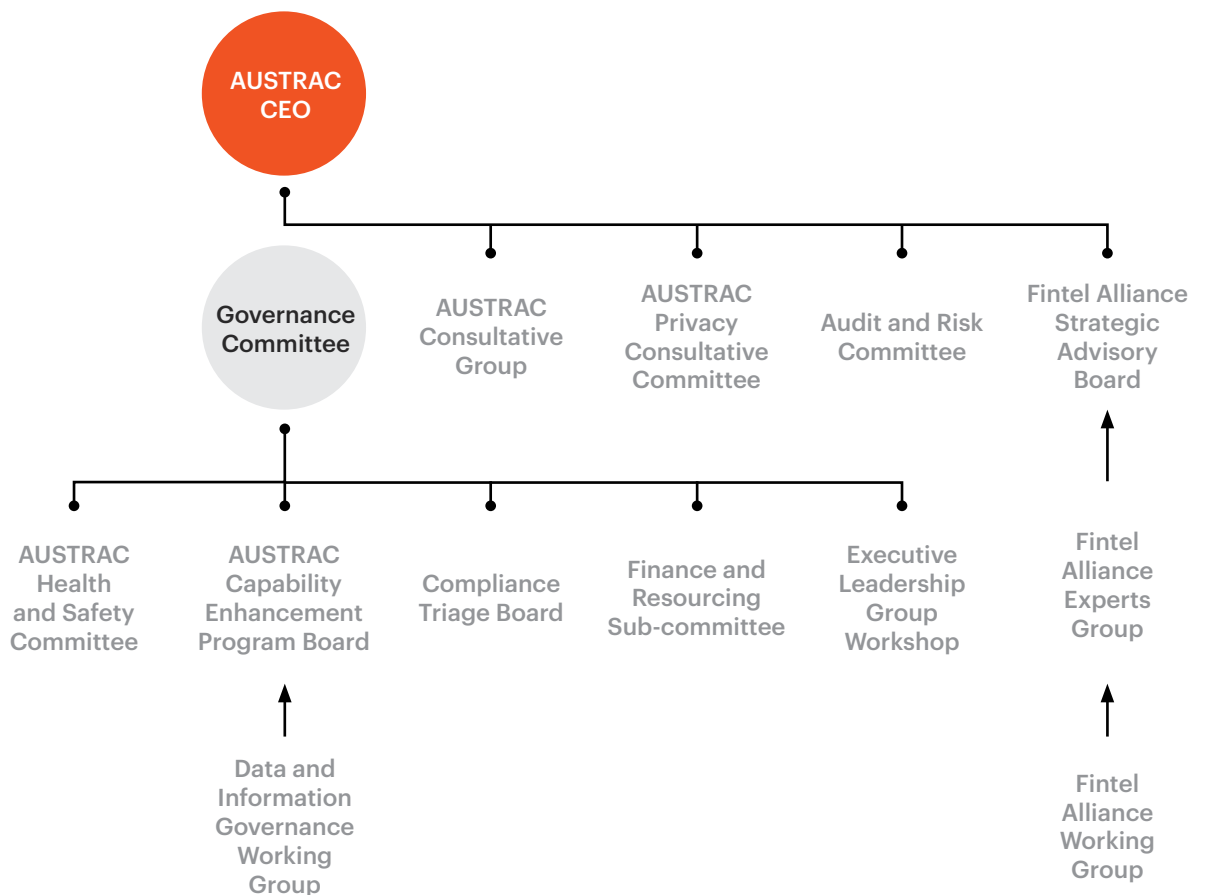 AUSTRAC
CEO
Governance
Committee
AUSTRAC
Consultative
Group
AUSTRAC
Privacy
Consultative
Committee
Audit and Risk
Committee
Fintel Alliance
Strategic
Advisory
Board
AUSTRAC
Health
and Safety
Committee
AUSTRAC
Capability
Enhancement
Program Board
Compliance
Triage Board
Finance and
Resourcing
Sub-committee
Executive
Leadership
Group
Workshop
Fintel
Alliance
Experts
Group
Data and
Information
Governance
Working
Group
Fintel
Alliance
Working
Group